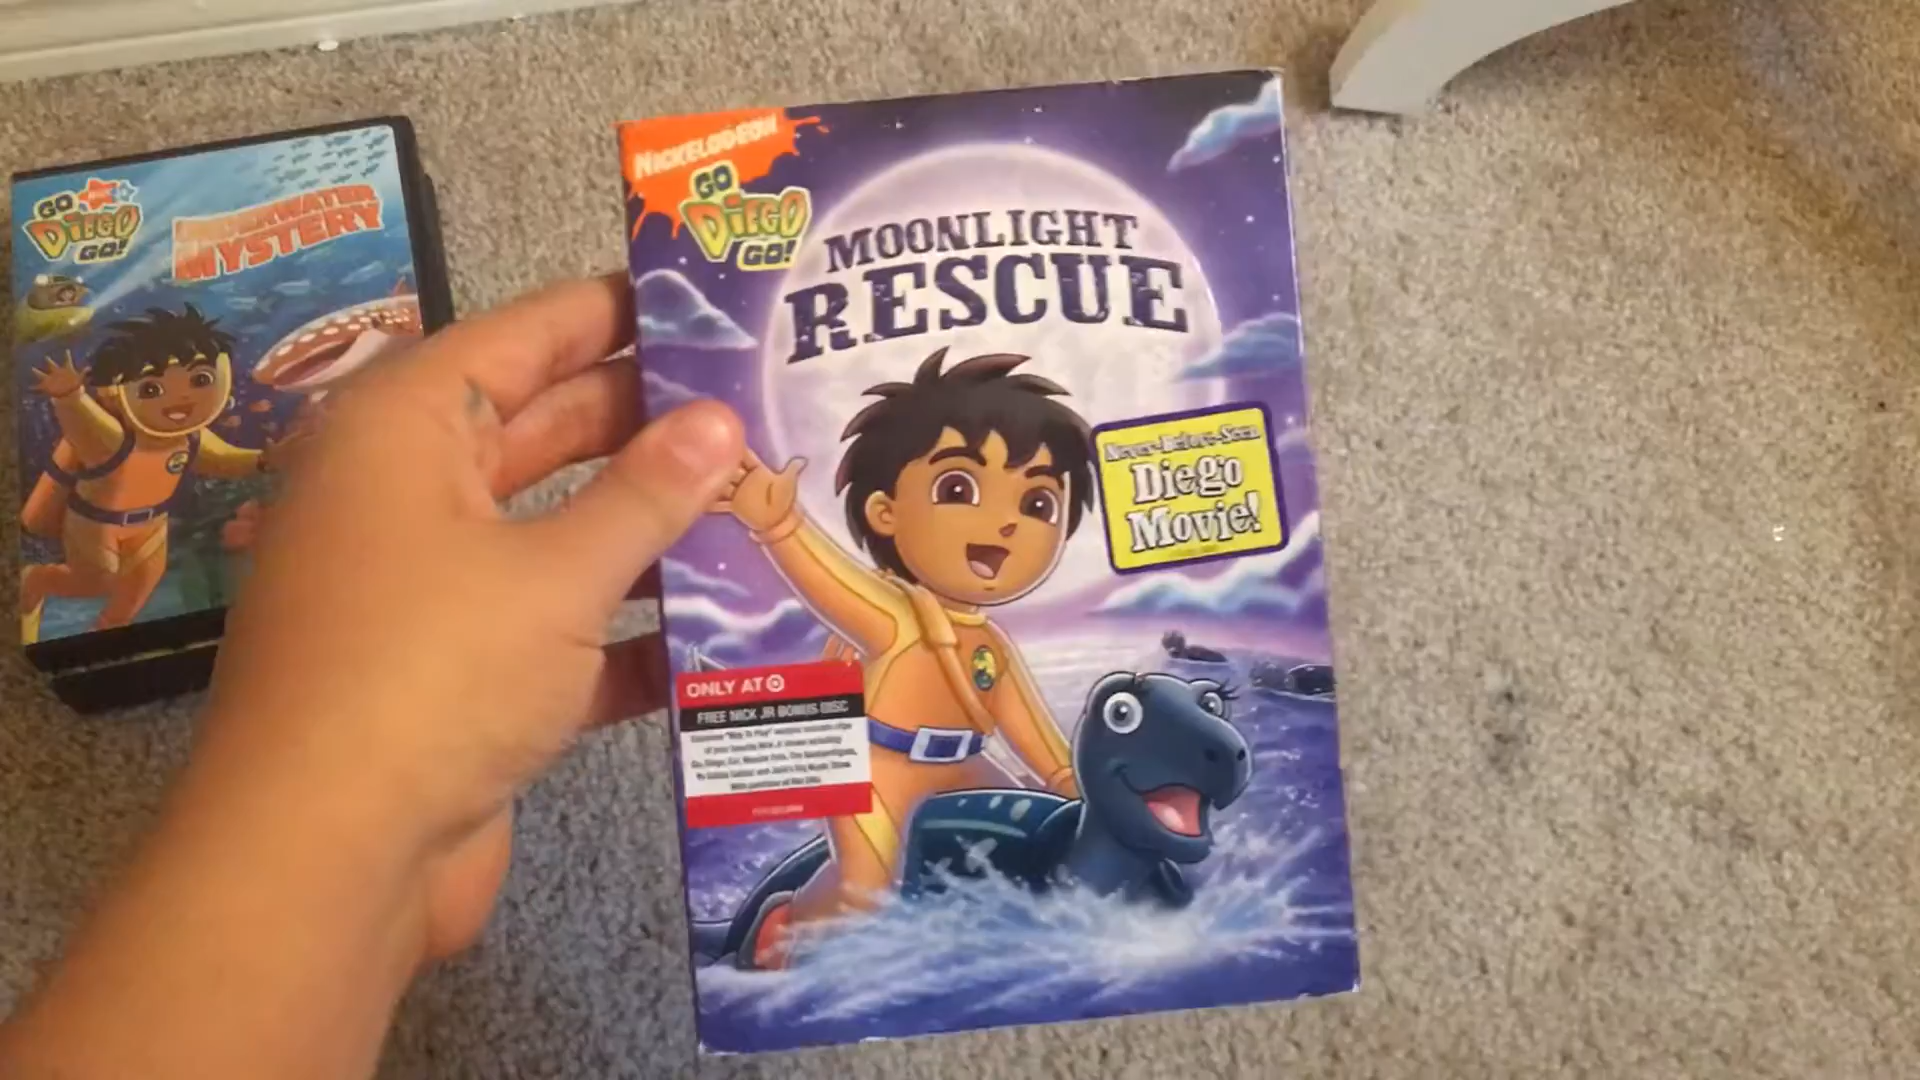 GO
DIEGO
GO!
UNDERWATER
MYSTERY
NICKELODEON
GO
DIEGO
GO!
MOONLIGHT
RESCUE
Never-Before-Seen
Diego
Movie!
ONLY AT
FREE NICK JR BONUS DISC